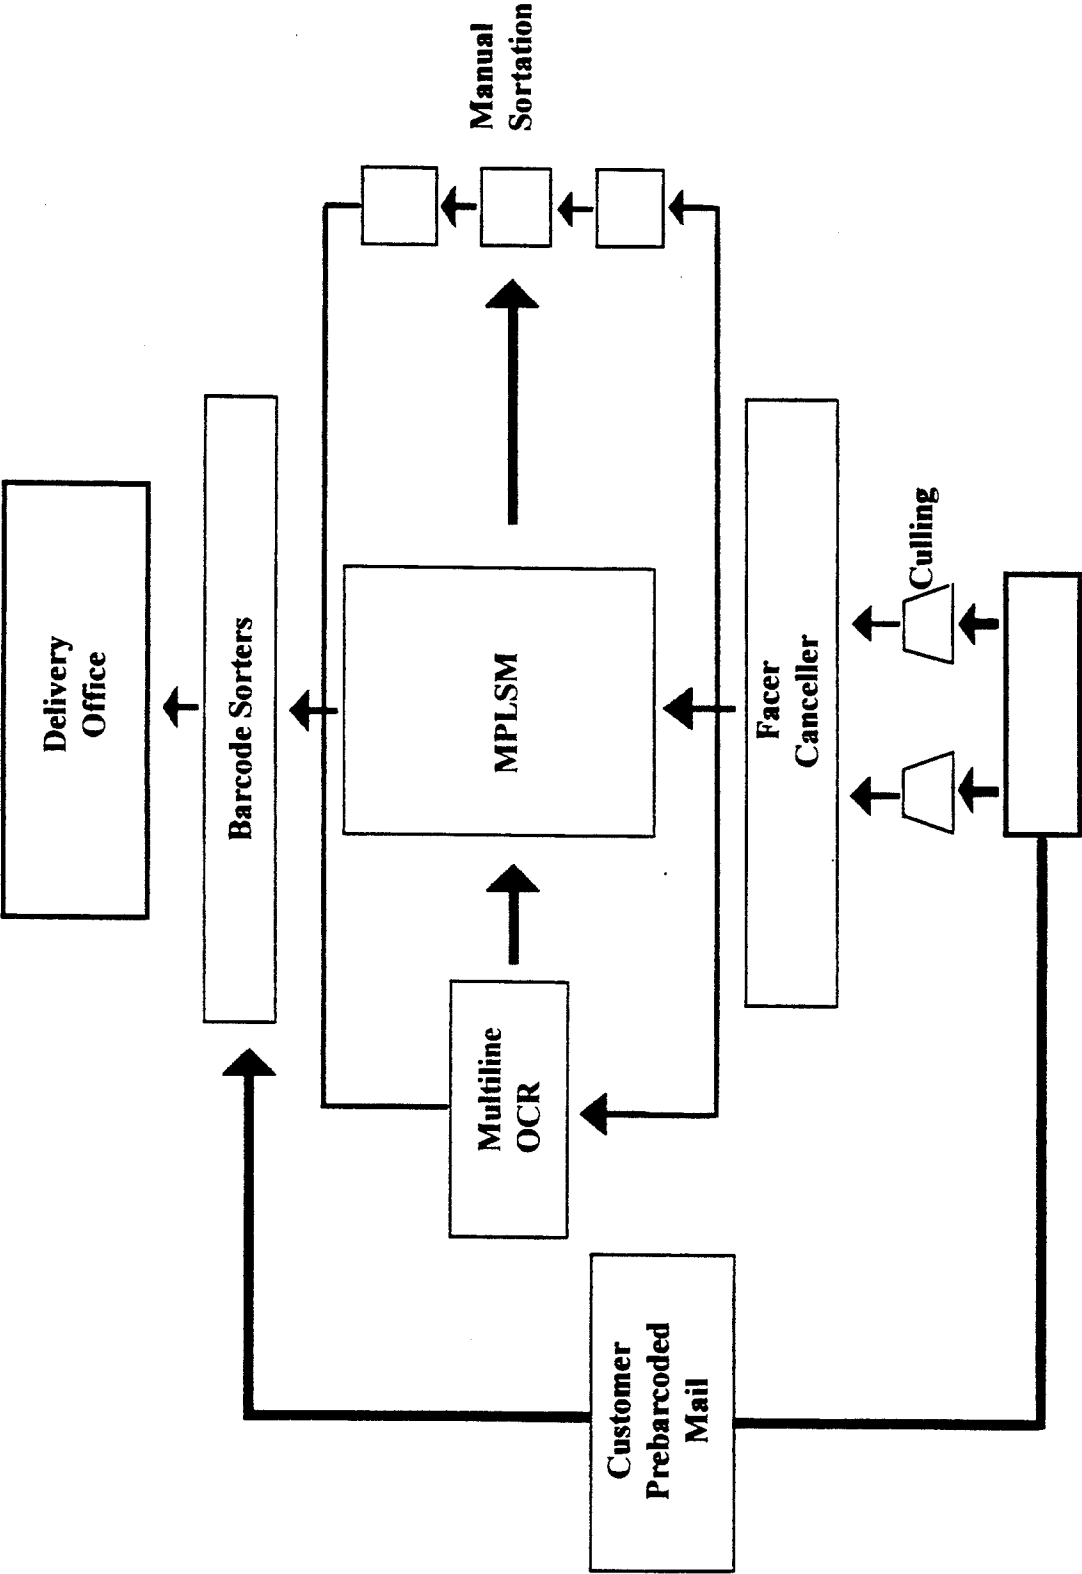 Delivery
Office
Barcode Sorters
Manual
Sortation
MPLSM
Multiline
OCR
Facer
Canceller
Culling
Customer
Prebarcoded
Mail